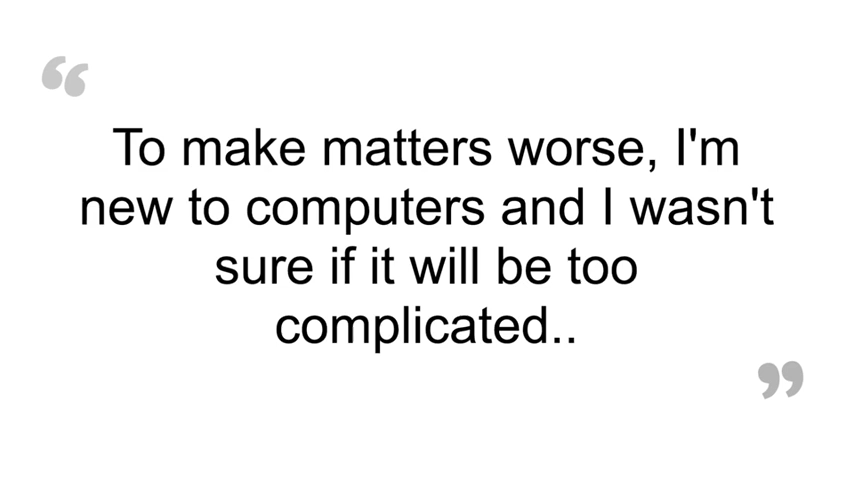 “
To make matters worse, I'm
new to computers and I wasn't
sure if it will be too
complicated..
”